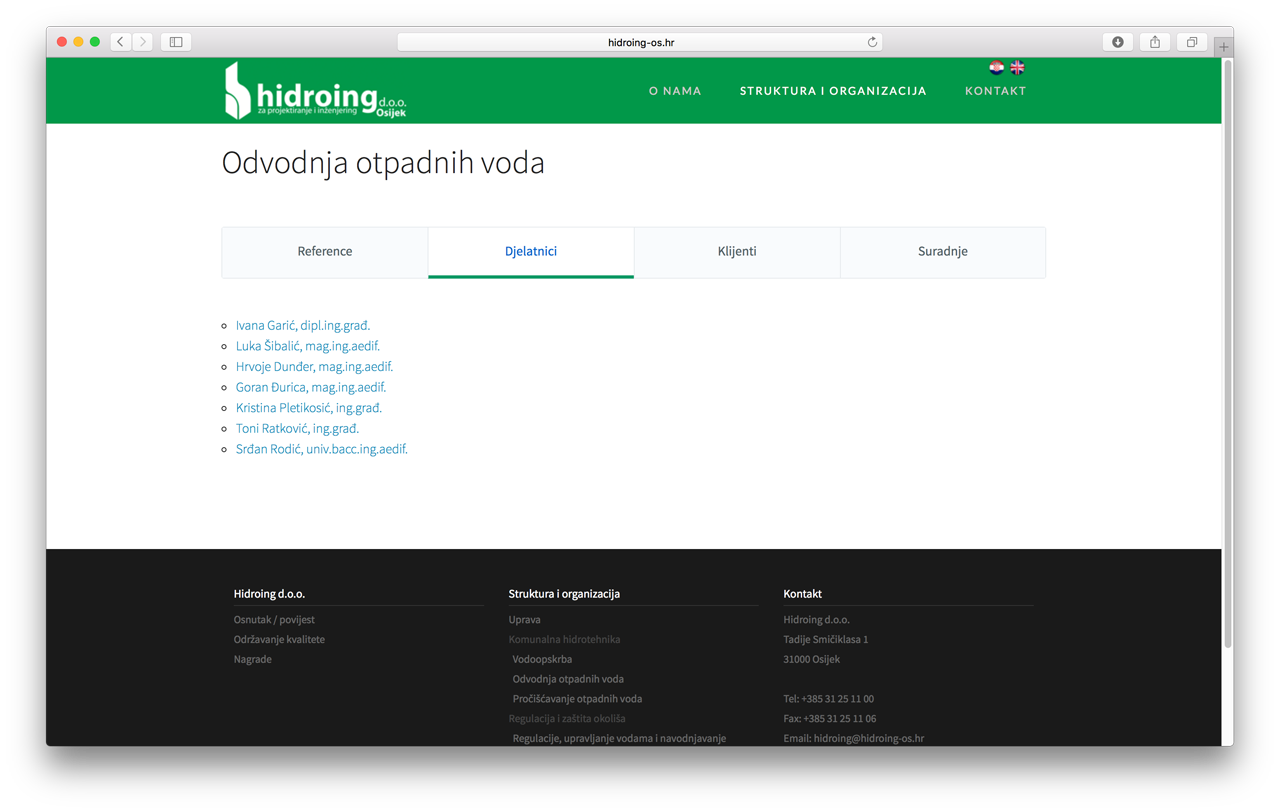 hidroing-os.hr
hidroing d.o.o.
za projektiranje i inženjering Osijek
O NAMA STRUKTURA I ORGANIZACIJA KONTAKT
Odvodnja otpadnih voda
Reference Djelatnici Klijenti Suradnje
Ivana Garić, dipl.ing.građ.
Luka Šibalić, mag.ing.aedif.
Hrvoje Dunđer, mag.ing.aedif.
Goran Đurica, mag.ing.aedif.
Kristina Pletikosić, ing.građ.
Toni Ratković, ing.građ.
Srđan Rodić, univ.bacc.ing.aedif.
Hidroing d.o.o.
Osnutak / povijest
Održavanje kvalitete
Nagrade
Struktura i organizacija
Uprava
Komunalna hidrotehnika
Vodoopskrba
Odvodnja otpadnih voda
Pročišćavanje otpadnih voda
Regulacija i zaštita okoliša
Regulacije, upravljanje vodama i navodnjavanje
Kontakt
Hidroing d.o.o.
Tadije Smičiklasa 1
31000 Osijek
Tel: +385 31 25 11 00
Fax: +385 31 25 11 06
Email: hidroing@hidroing-os.hr